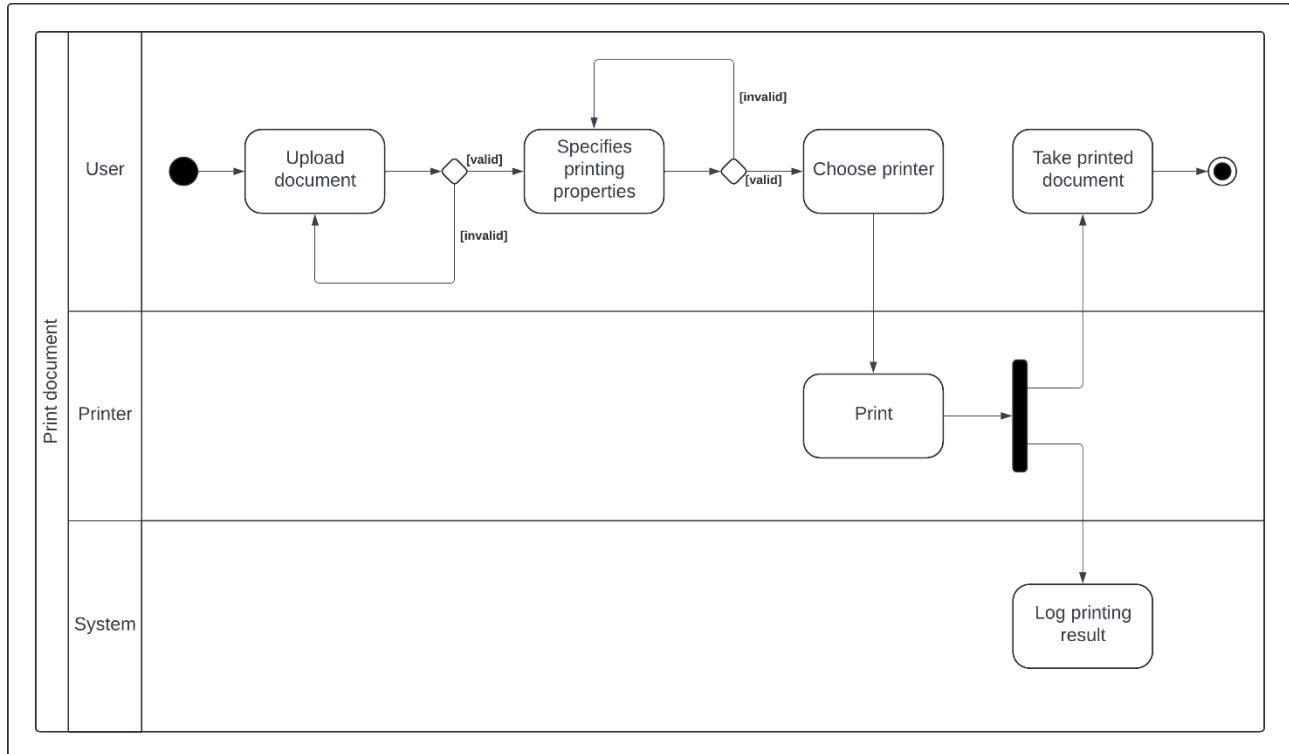 Print document
User
Upload
document
[valid]
[invalid]
Specifies
printing
properties
[invalid]
[valid]
Choose printer
Take printed
document
Printer
Print
System
Log printing
result